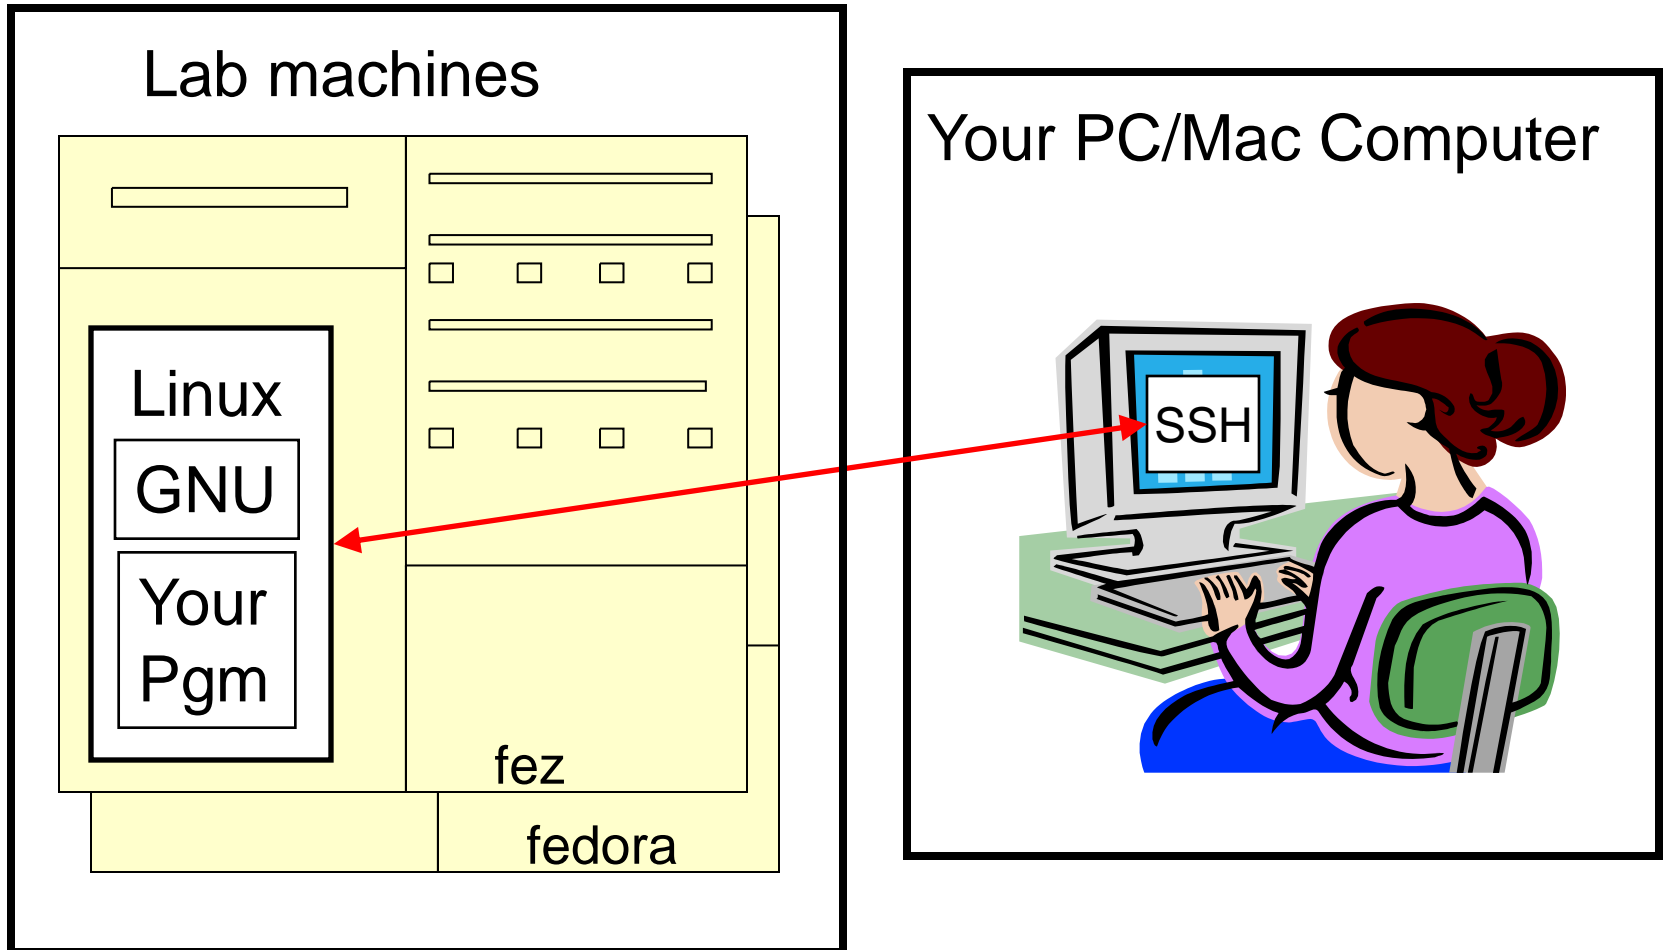 Lab machines
Linux
GNU
Your
Pgm
fez
fedora
Your PC/Mac Computer
SSH